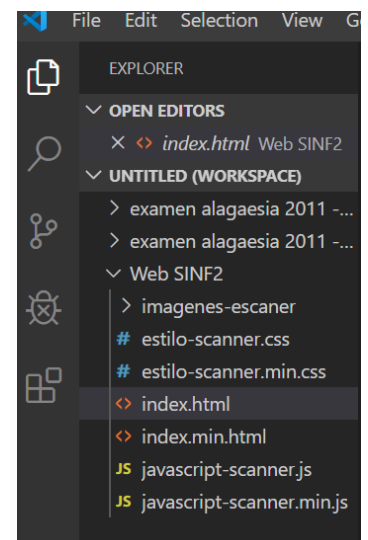 File Edit Selection View G
EXPLORER
OPEN EDITORS
index.html Web SINF2
UNTITLED (WORKSPACE)
examen alagaesia 2011 -...
examen alagaesia 2011 -...
Web SINF2
imagenes-escaner
# estilo-scanner.css
# estilo-scanner.min.css
<> index.html
<> index.min.html
JS javascript-scanner.js
JS javascript-scanner.min.js